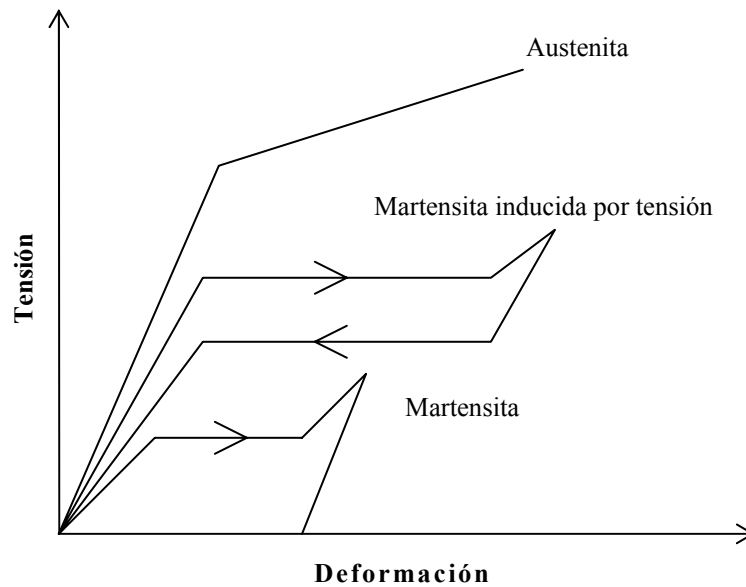 Austenita
Martensita inducida por tensión
Martensita
Tensión
Deformación